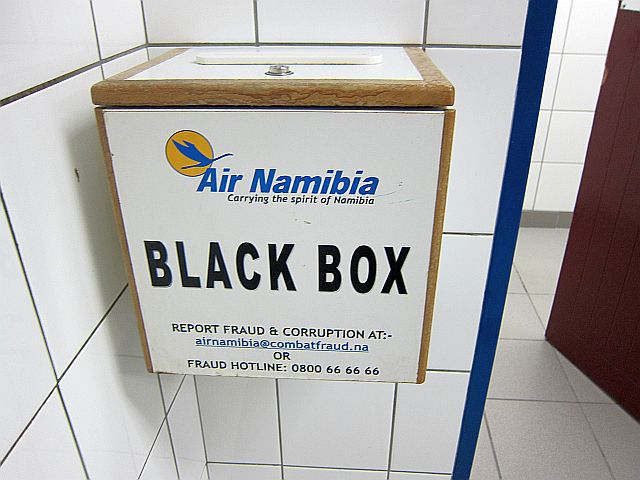 Air Namibia
Carrying the spirit of Namibia
BLACK BOX
REPORT FRAUD & CORRUPTION AT:-
airnamibia@combatfraud.na
OR
FRAUD HOTLINE: 0800 66 66 66